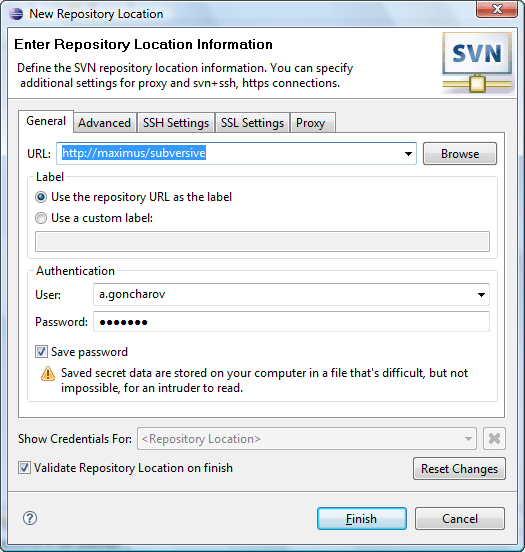 New Repository Location
Enter Repository Location Information
Define the SVN repository location information. You can specify
additional settings for proxy and svn+ssh, https connections.
SVN
General Advanced SSH Settings SSL Settings Proxy
URL: http://maximus/subversive Browse
Label
Use the repository URL as the label
Use a custom label:
Authentication
User: a.goncharov
Password: ●●●●●●●
Save password
Saved secret data are stored on your computer in a file that's difficult, but not
impossible, for an intruder to read.
Show Credentials For: <Repository Location>
Validate Repository Location on finish Reset Changes
? Finish Cancel